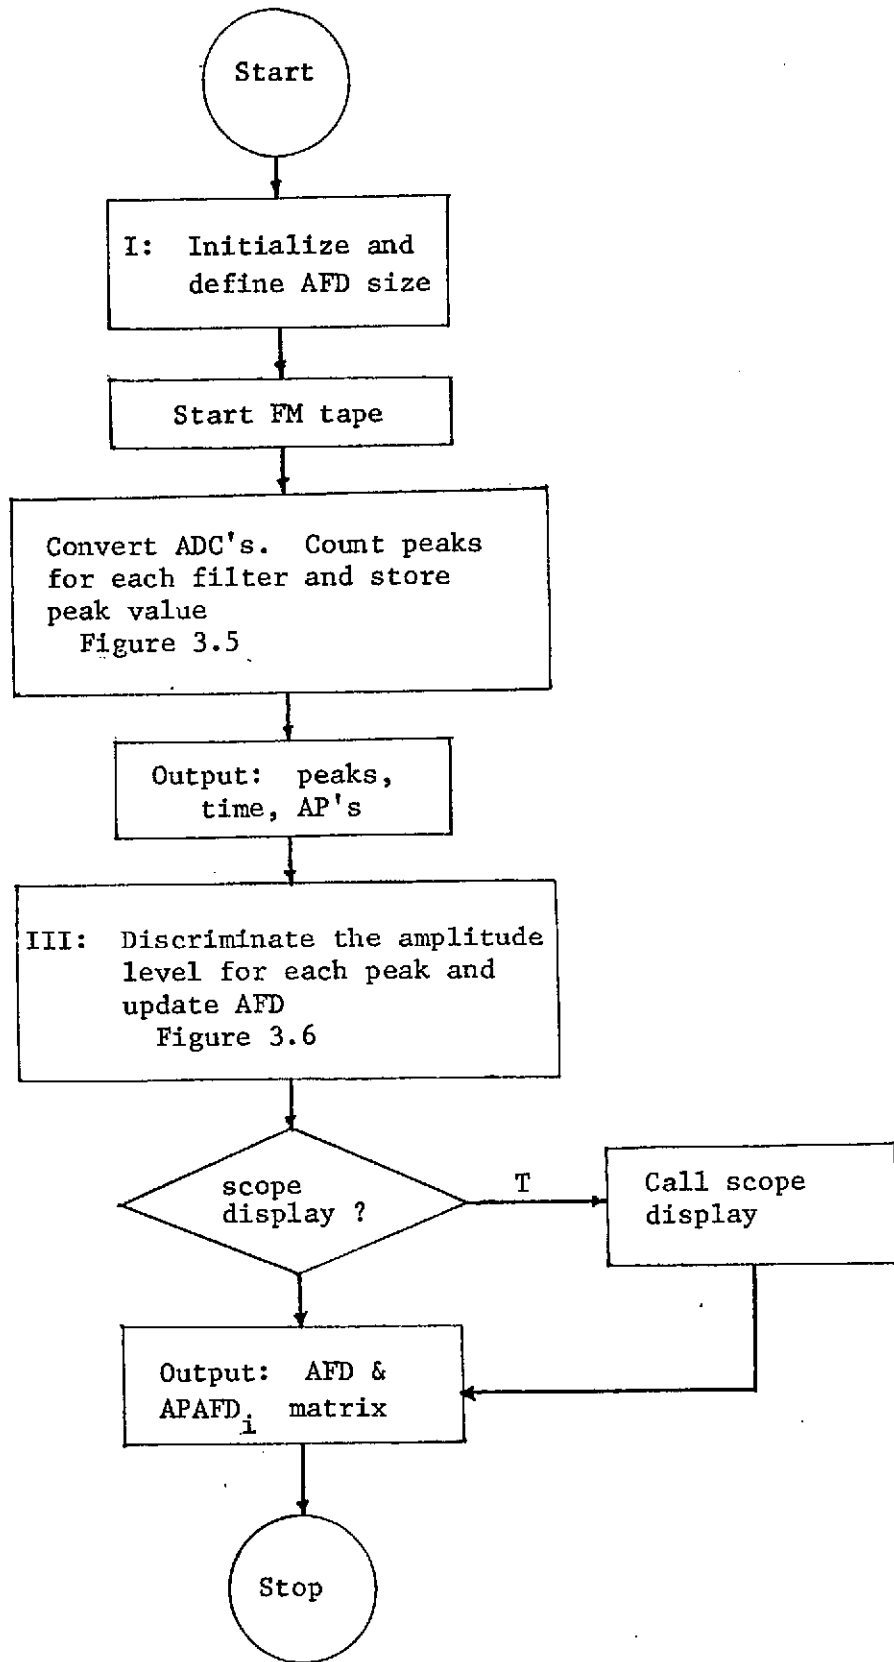 Start
I: Initialize and
define AFD size
Start FM tape
Convert ADC's. Count peaks
for each filter and store
peak value
Figure 3.5
Output: peaks,
time, AP's
III: Discriminate the amplitude
level for each peak and
update AFD
Figure 3.6
scope
display ?
T
Call scope
display
Output: AFD &
APAFD_i matrix
Stop